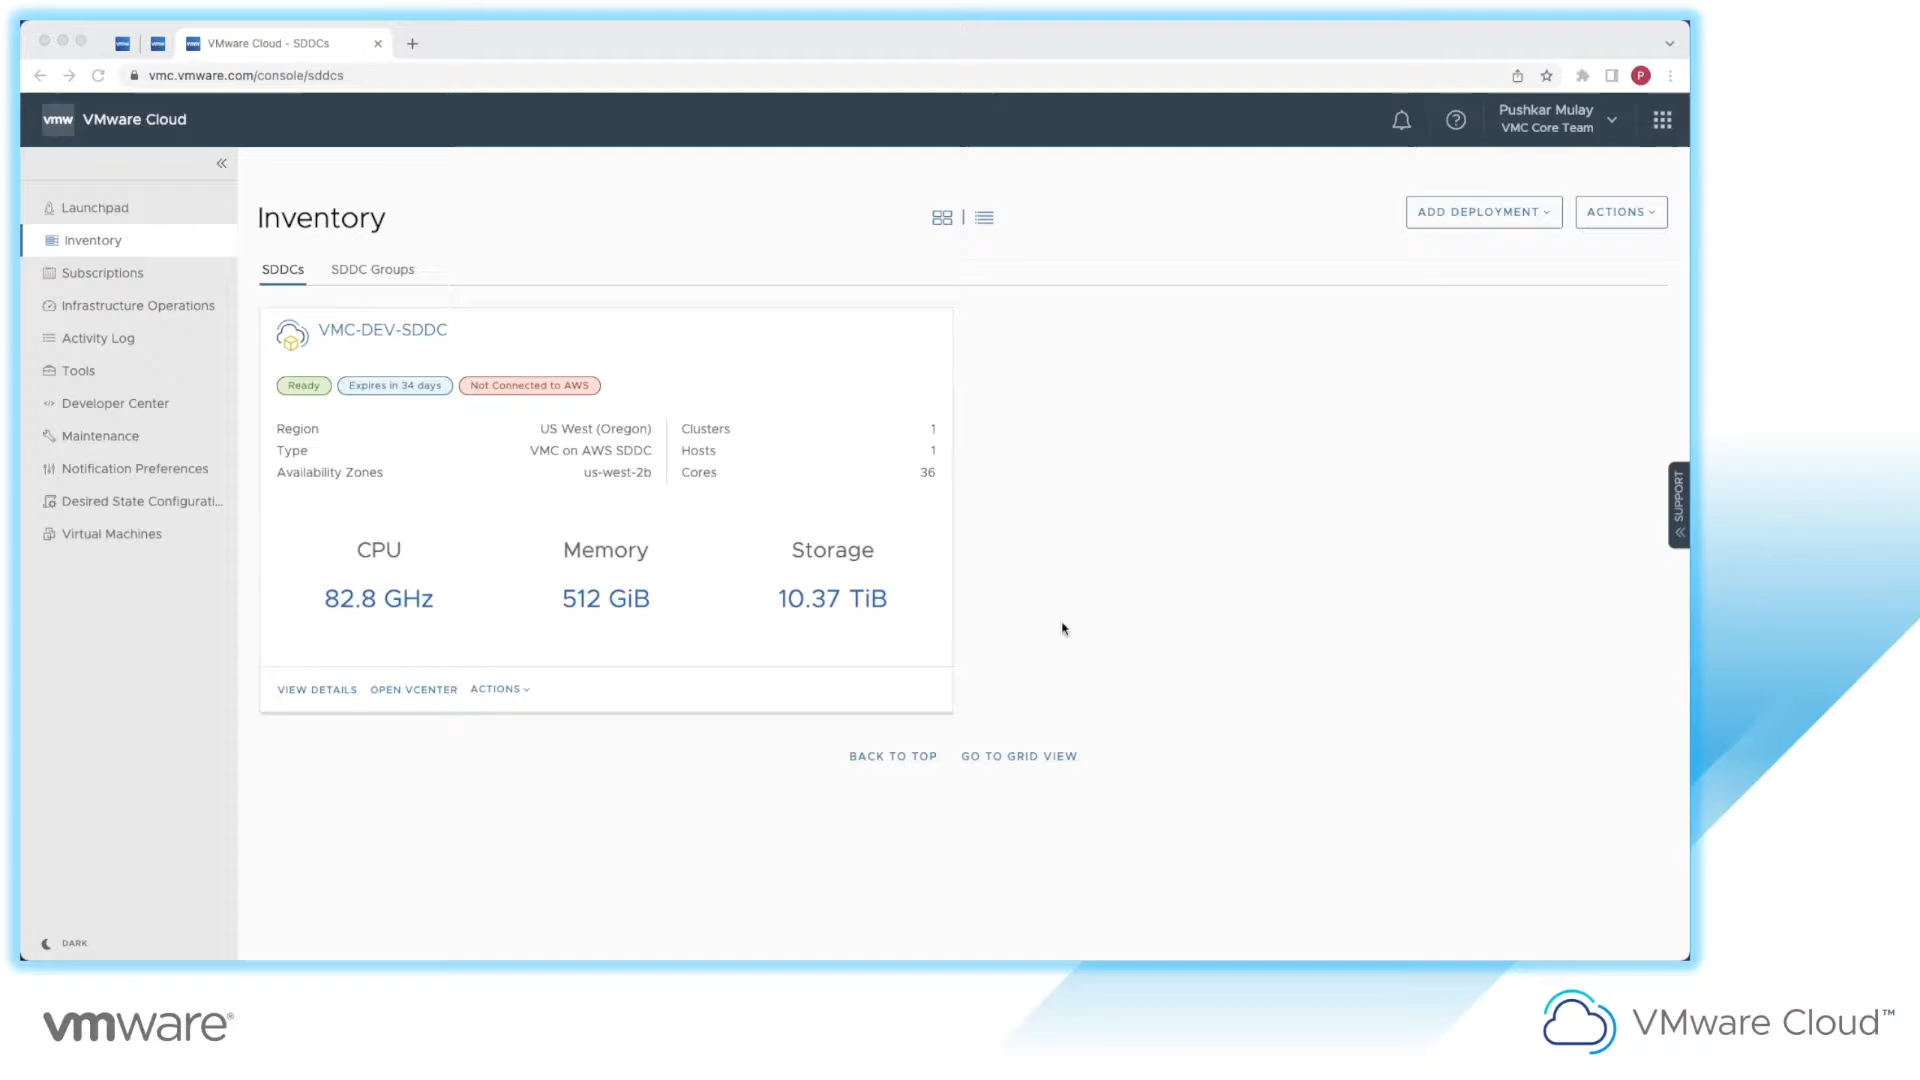 VMware Cloud - SDDCs
vmc.vmware.com/console/sddcs
P
vmw VMware Cloud
Pushkar Mulay
VMC Core Team
Launchpad
Inventory
Subscriptions
Infrastructure Operations
Activity Log
Tools
Developer Center
Maintenance
Notification Preferences
Desired State Configurati...
Virtual Machines
DARK
Inventory
ADD DEPLOYMENT
ACTIONS
SDDCs SDDC Groups
VMC-DEV-SDDC
Ready Expires in 34 days Not Connected to AWS
Region US West (Oregon) Clusters 1
Type VMC on AWS SDDC Hosts 1
Availability Zones us-west-2b Cores 36
CPU Memory Storage
82.8 GHz 512 GiB 10.37 TiB
VIEW DETAILS OPEN VCENTER ACTIONS
BACK TO TOP GO TO GRID VIEW
SUPPORT
vmware®
VMware Cloud™